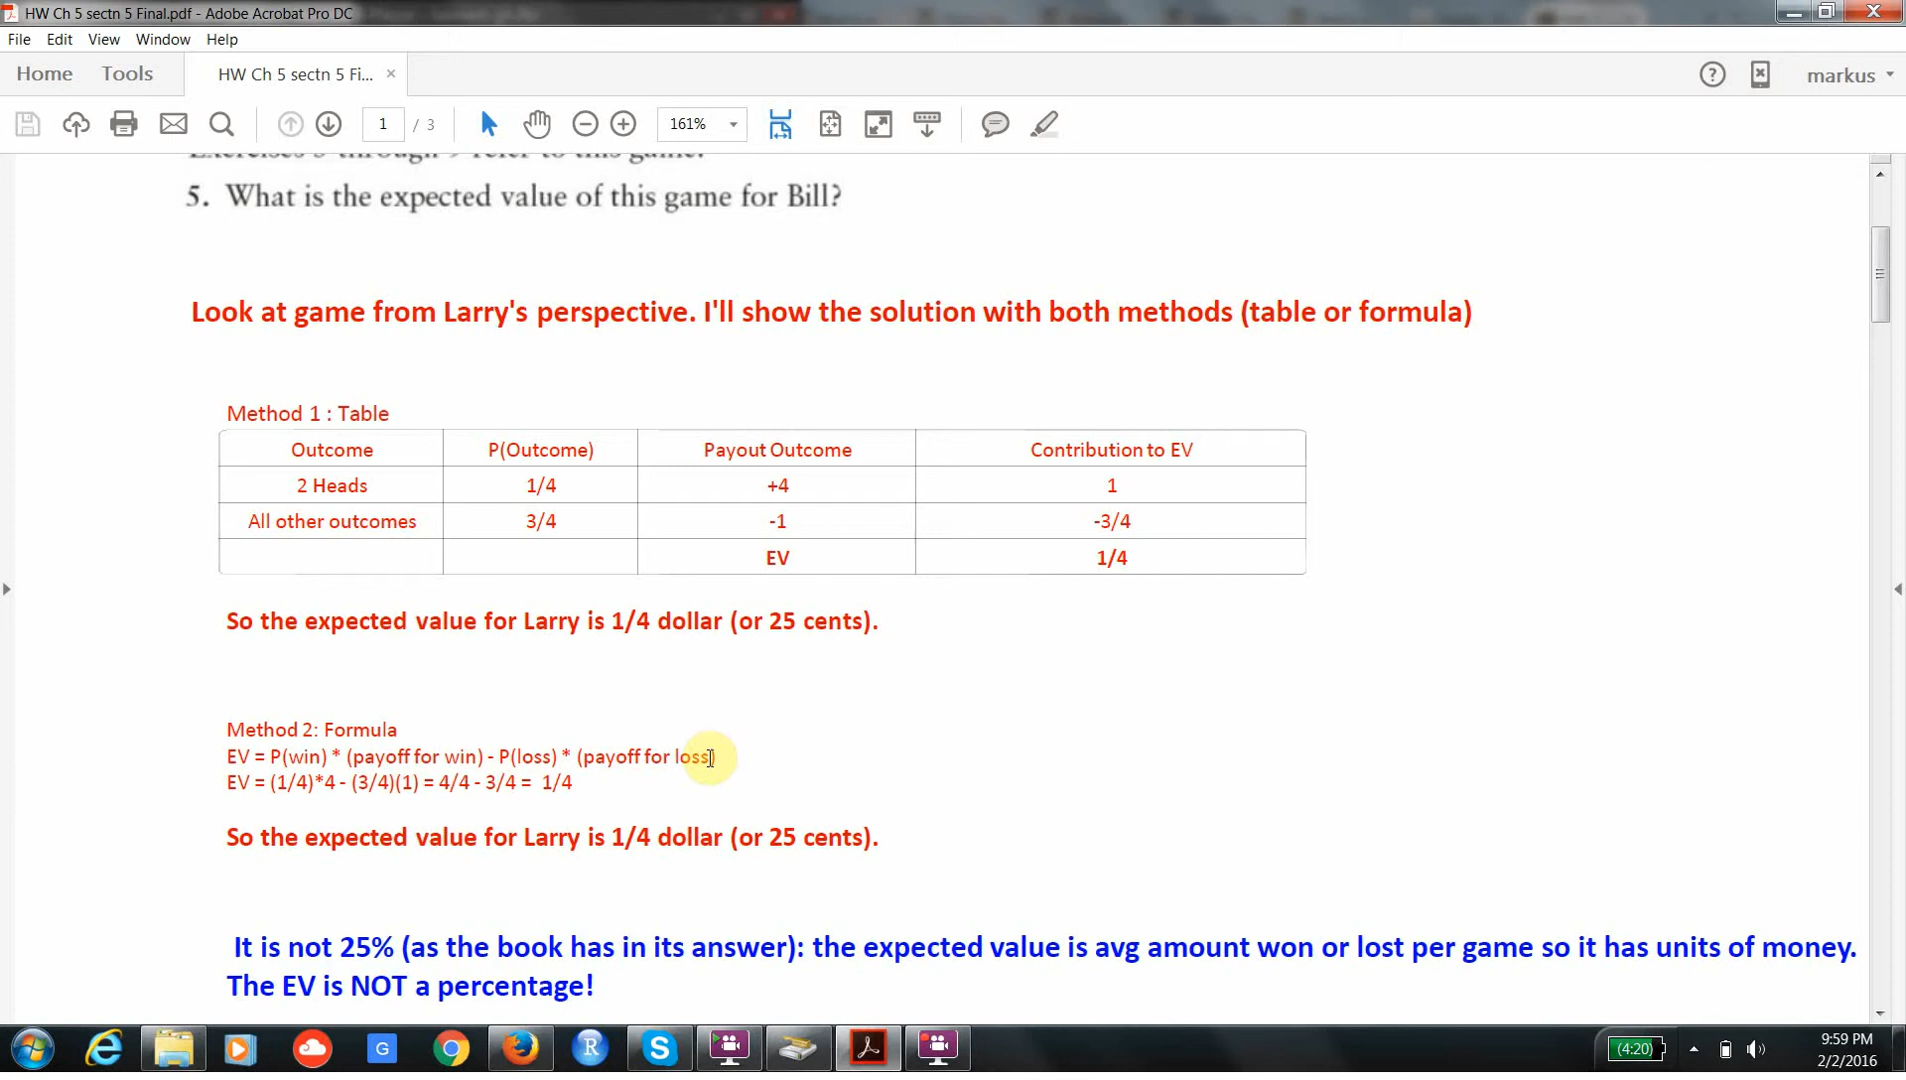 HW Ch 5 sectn 5 Final.pdf - Adobe Acrobat Pro DC
File Edit View Window Help
Home Tools HW Ch 5 sectn 5 Fi... × markus
1 / 3 161%
Exercises 5 through 9 refer to this game.
5. What is the expected value of this game for Bill?
Look at game from Larry's perspective. I'll show the solution with both methods (table or formula)
Method 1 : Table
Outcome P(Outcome) Payout Outcome Contribution to EV
2 Heads 1/4 +4 1
All other outcomes 3/4 -1 -3/4
EV 1/4
So the expected value for Larry is 1/4 dollar (or 25 cents).
Method 2: Formula
EV = P(win) * (payoff for win) - P(loss) * (payoff for loss)
EV = (1/4)*4 - (3/4)(1) = 4/4 - 3/4 = 1/4
So the expected value for Larry is 1/4 dollar (or 25 cents).
It is not 25% (as the book has in its answer): the expected value is avg amount won or lost per game so it has units of money.
The EV is NOT a percentage!
(4:20) 9:59 PM
2/2/2016